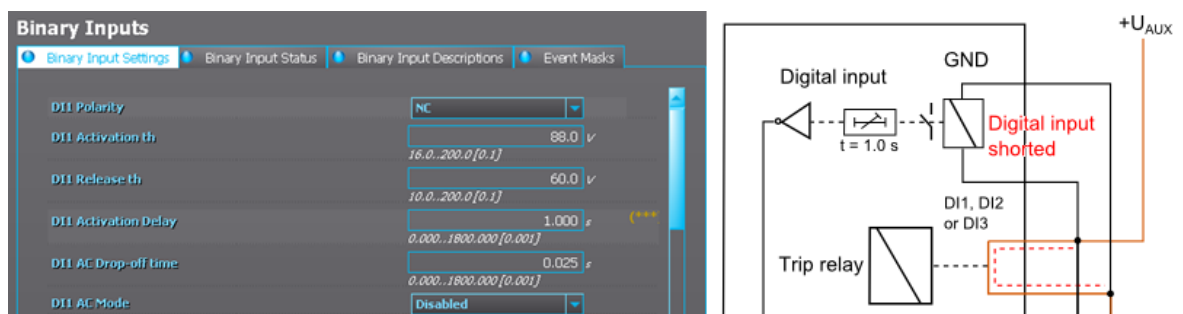 Binary Inputs
Binary Input Settings Binary Input Status Binary Input Descriptions Event Masks
DI1 Polarity NC
DI1 Activation th 88.0 V
16.0..200.0 [0.1]
DI1 Release th 60.0 V
10.0..200.0 [0.1]
DI1 Activation Delay 1.000 s (***
0.000..1800.000 [0.001]
DI1 AC Drop-off time 0.025 s
0.000..1800.000 [0.001]
DI1 AC Mode Disabled
+UAUX
GND
Digital input
t = 1.0 s
Digital input
shorted
DI1, DI2
or DI3
Trip relay